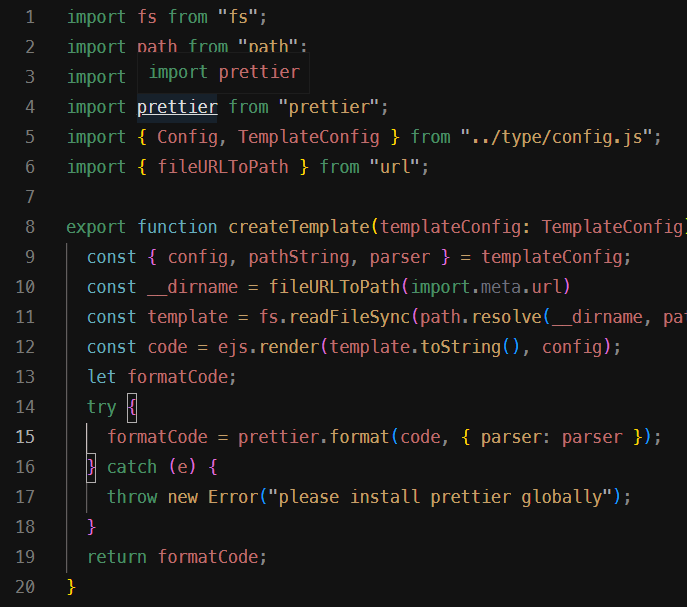 1 import fs from "fs";
2 import path from "path";
import prettier
3 import
4 import prettier from "prettier";
5 import { Config, TemplateConfig } from "../type/config.js";
6 import { fileURLToPath } from "url";
7
8 export function createTemplate(templateConfig: TemplateConfig)
9 const { config, pathString, parser } = templateConfig;
10 const __dirname = fileURLToPath(import.meta.url)
11 const template = fs.readFileSync(path.resolve(__dirname, pa
12 const code = ejs.render(template.toString(), config);
13 let formatCode;
14 try {
15 formatCode = prettier.format(code, { parser: parser });
16 } catch (e) {
17 throw new Error("please install prettier globally");
18 }
19 return formatCode;
20 }